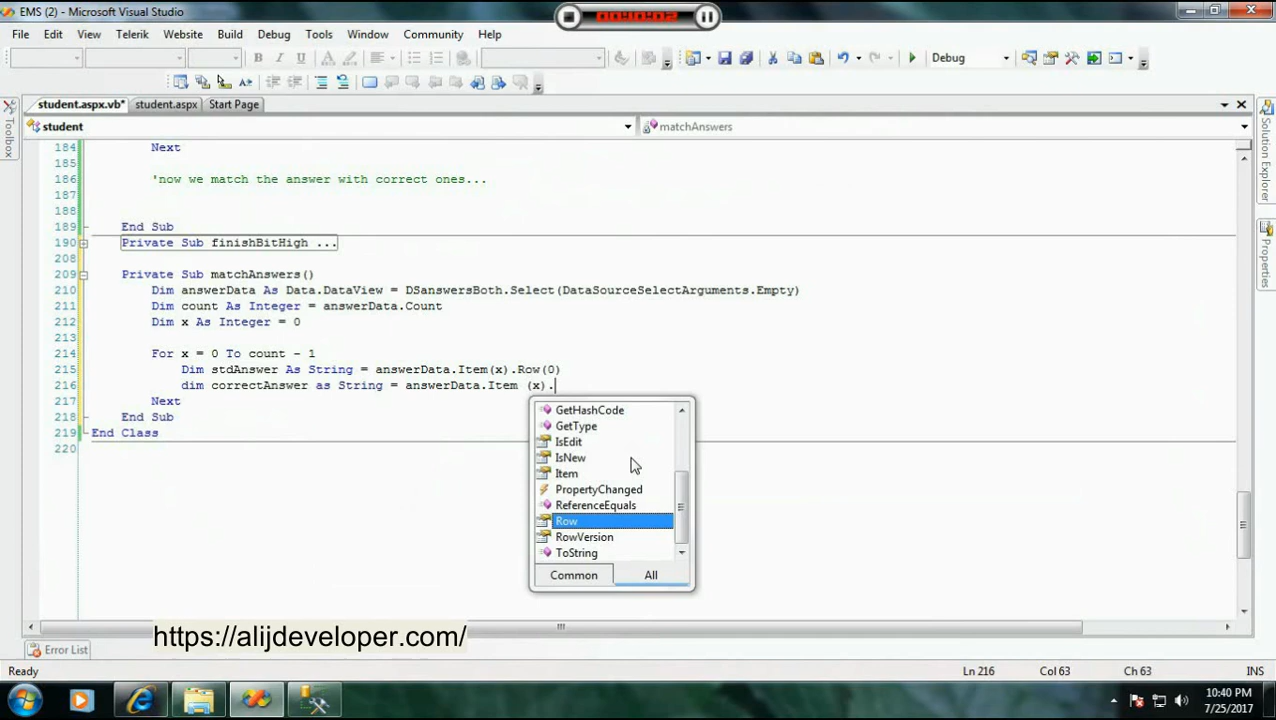 EMS (2) - Microsoft Visual Studio
File Edit View Telerik Website Build Debug Tools Window Community Help
Debug
student.aspx.vb* student.aspx Start Page
student matchAnswers
Toolbox
Solution Explorer
Properties
184 Next
185
186 'now we match the answer with correct ones...
187
188
189 End Sub
190 Private Sub finishBitHigh ...
208
209 Private Sub matchAnswers()
210 Dim answerData As Data.DataView = DSanswersBoth.Select(DataSourceSelectArguments.Empty)
211 Dim count As Integer = answerData.Count
212 Dim x As Integer = 0
213
214 For x = 0 To count - 1
215 Dim stdAnswer As String = answerData.Item(x).Row(0)
216 dim correctAnswer as String = answerData.Item (x).
217 Next
218 End Sub
219 End Class
220
GetHashCode
GetType
IsEdit
IsNew
Item
PropertyChanged
ReferenceEquals
Row
RowVersion
ToString
Common All
https://alijdeveloper.com/
Error List
Ready Ln 216 Col 63 Ch 63 INS
10:40 PM
7/25/2017